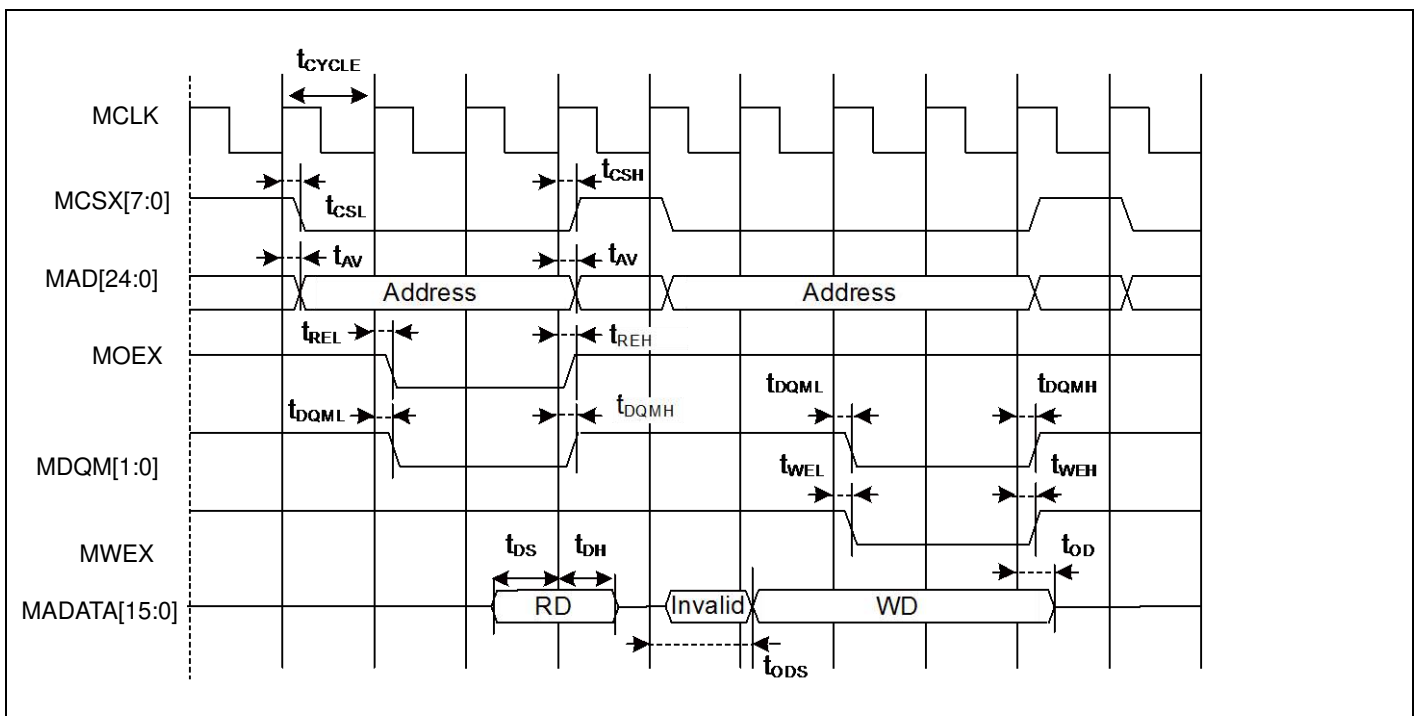 tCYCLE
MCLK
MCSX[7:0]
tCSL
tCSH
MAD[24:0]
tAV
tAV
Address
Address
MOEX
tREL
tREH
MDQM[1:0]
tDQML
tDQMH
tDQML
tDQMH
MWEX
tWEL
tWEH
MADATA[15:0]
tDS
tDH
RD
Invalid
WD
tOD
tODS